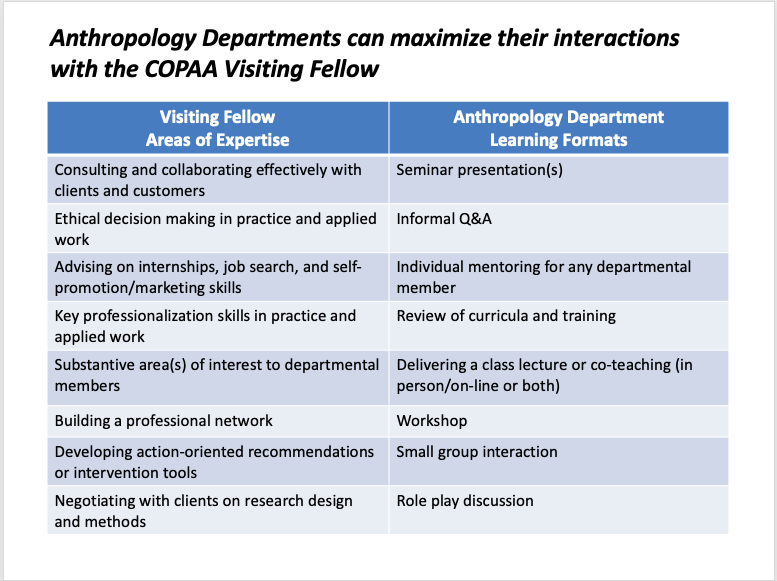 Anthropology Departments can maximize their interactions
with the COPAA Visiting Fellow
Visiting Fellow
Areas of Expertise
Anthropology Department
Learning Formats
Consulting and collaborating effectively with
clients and customers
Seminar presentation(s)
Ethical decision making in practice and applied
work
Informal Q&A
Advising on internships, job search, and self-
promotion/marketing skills
Individual mentoring for any departmental
member
Key professionalization skills in practice and
applied work
Review of curricula and training
Substantive area(s) of interest to departmental
members
Delivering a class lecture or co-teaching (in
person/on-line or both)
Building a professional network
Workshop
Developing action-oriented recommendations
or intervention tools
Small group interaction
Negotiating with clients on research design
and methods
Role play discussion